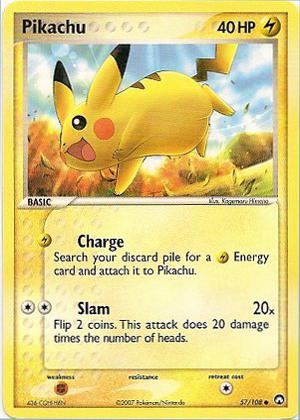 Pikachu 40 HP
illus. Kagemaru Himeno
BASIC
Charge
Search your discard pile for a Energy
card and attach it to Pikachu.
Slam 20x
Flip 2 coins. This attack does 20 damage
times the number of heads.
weakness resistance retreat cost
©2007 Pokémon/Nintendo 57/108